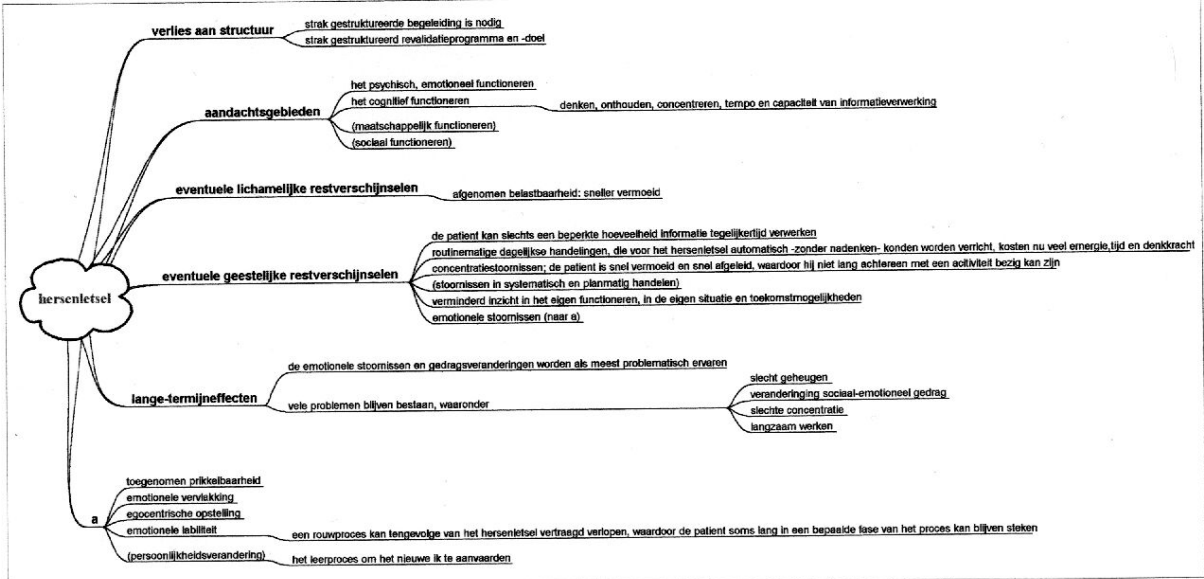 verlies aan structuur
strak gestruktureerde begeleiding is nodig
strak gestruktureerd revalidatieprogramma en -doel
aandachtsgebieden
het psychisch, emotioneel functioneren
het cognitief functioneren
denken, onthouden, concentreren, tempo en capaciteit van informatieverwerking
(maatschappelijk functioneren)
(sociaal functioneren)
eventuele lichamelijke restverschijnselen
afgenomen belastbaarheid: sneller vermoeid
hersenletsel
eventuele geestelijke restverschijnselen
de patient kan slechts een beperkte hoeveelheid informatie tegelijkertijd verwerken
routinematige dagelijkse handelingen, die voor het hersenletsel automatisch -zonder nadenken- konden worden verricht, kosten nu veel ernergie,tijd en denkkracht
concentratiestoornissen; de patient is snel vermoeid en snel afgeleid, waardoor hij niet lang achtereen met een acitiviteit bezig kan zijn
(stoornissen in systematisch en planmatig handelen)
verminderd inzicht in het eigen functioneren, in de eigen situatie en toekomstmogelijkheden
emotionele stoornissen (naar a)
lange-termijneffecten
de emotionele stoornissen en gedragsveranderingen worden als meest problematisch ervaren
vele problemen blijven bestaan, waaronder
slecht geheugen
veranderinging sociaal-emotioneel gedrag
slechte concentratie
langzaam werken
a
toegenomen prikkelbaarheid
emotionele vervlakking
egocentrische opstelling
emotionele labiliteit
een rouwproces kan tengevolge van het hersenletsel vertraagd verlopen, waardoor de patient soms lang in een bepaalde fase van het proces kan blijven steken
(persoonlijkheidsverandering)
het leerproces om het nieuwe ik te aanvaarden